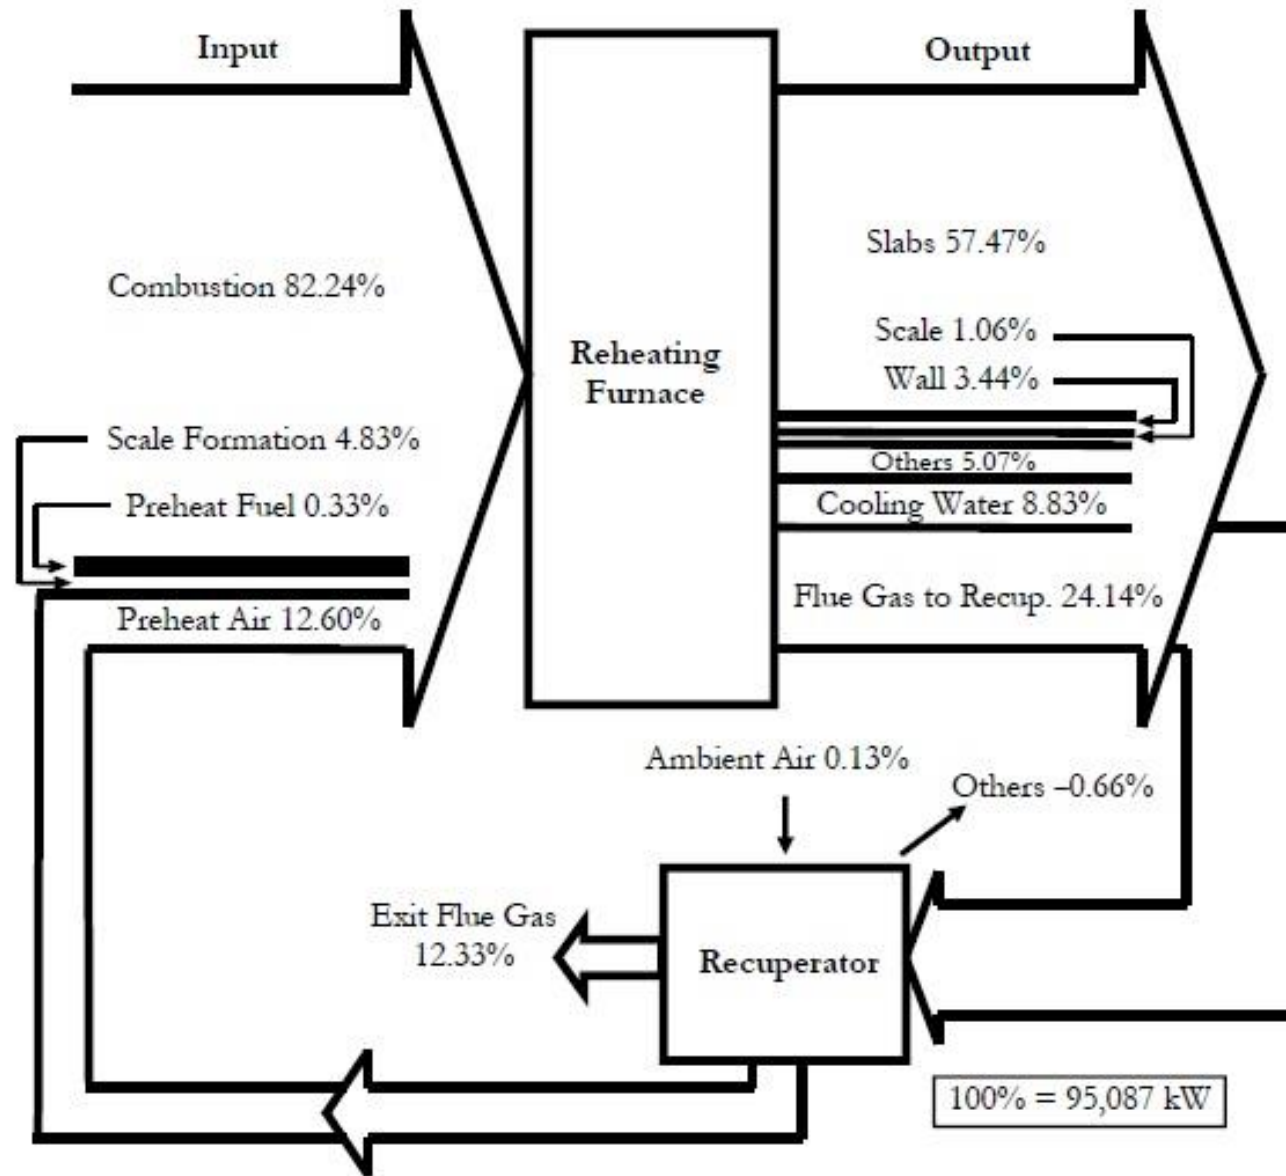 Input
Output
Combustion 82.24%
Slabs 57.47%
Scale 1.06%
Wall 3.44%
Reheating
Furnace
Scale Formation 4.83%
Preheat Fuel 0.33%
Others 5.07%
Cooling Water 8.83%
Preheat Air 12.60%
Flue Gas to Recup. 24.14%
Ambient Air 0.13%
Others –0.66%
Exit Flue Gas
12.33%
Recuperator
100% = 95,087 kW